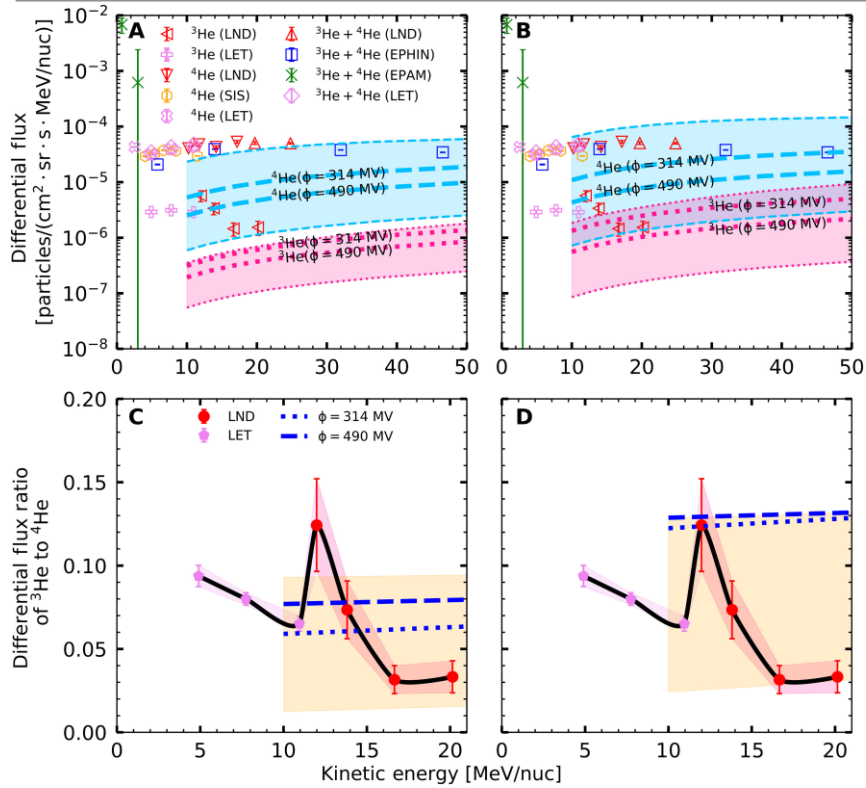 Differential flux
[particles/(cm² · sr · s · MeV/nuc)]
10⁻²
10⁻³
10⁻⁴
10⁻⁵
10⁻⁶
10⁻⁷
10⁻⁸
A
³He (LND)
³He (LET)
⁴He (LND)
⁴He (SIS)
⁴He (LET)
³He + ⁴He (LND)
³He + ⁴He (EPHIN)
³He + ⁴He (EPAM)
³He + ⁴He (LET)
⁴He(ϕ = 314 MV)
⁴He(ϕ = 490 MV)
³He(ϕ = 314 MV)
³He(ϕ = 490 MV)
0 10 20 30 40 50
B
⁴He(ϕ = 314 MV)
⁴He(ϕ = 490 MV)
³He(ϕ = 314 MV)
³He(ϕ = 490 MV)
0 10 20 30 40 50
Differential flux ratio
of ³He to ⁴He
0.20
0.15
0.10
0.05
0.00
C
LND
LET
ϕ = 314 MV
ϕ = 490 MV
0 5 10 15 20
D
0 5 10 15 20
Kinetic energy [MeV/nuc]